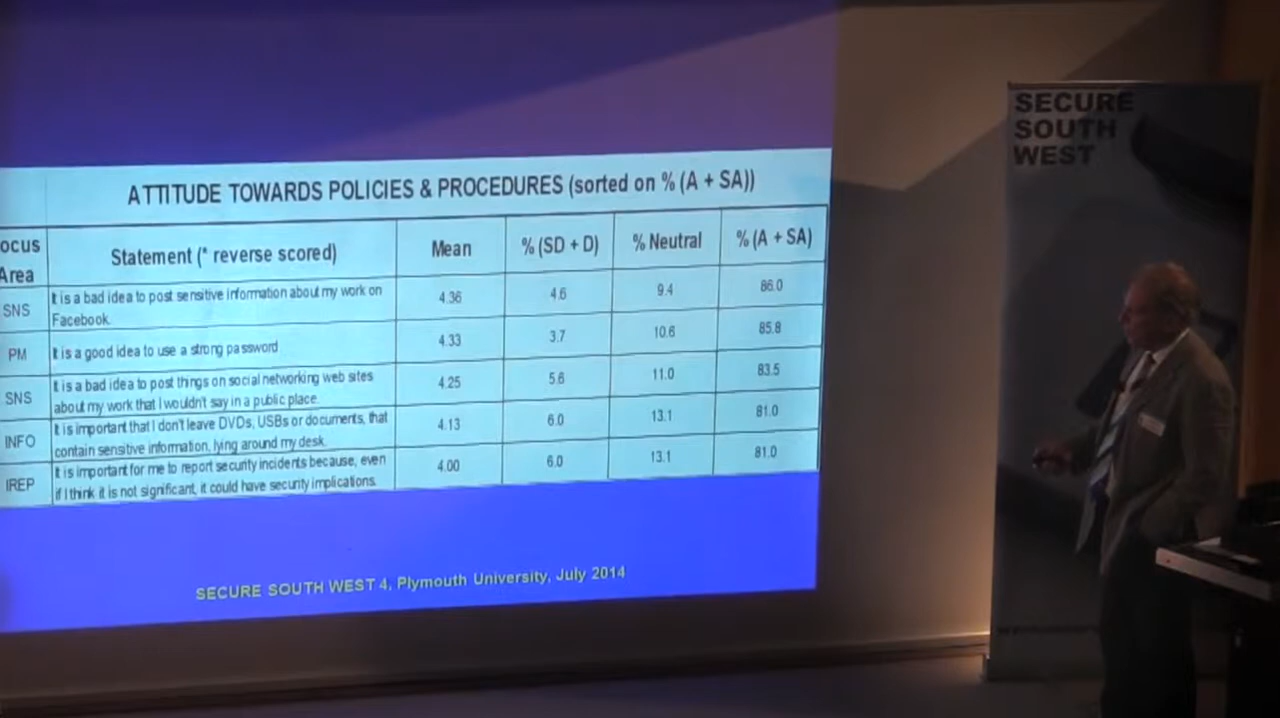 ATTITUDE TOWARDS POLICIES & PROCEDURES (sorted on % (A + SA))
ocus Area Statement (* reverse scored) Mean % (SD + D) % Neutral % (A + SA)
SNS It is a bad idea to post sensitive information about my work on Facebook. 4.36 4.6 9.4 86.0
PM It is a good idea to use a strong password 4.33 3.7 10.6 85.8
SNS It is a bad idea to post things on social networking web sites about my work that I wouldn't say in a public place. 4.25 5.6 11.0 83.5
INFO It is important that I don't leave DVDs, USBs or documents, that contain sensitive information, lying around my desk. 4.13 6.0 13.1 81.0
IREP It is important for me to report security incidents because, even if I think it is not significant, it could have security implications. 4.00 6.0 13.1 81.0
SECURE SOUTH WEST 4, Plymouth University, July 2014
SECURE
SOUTH
WEST